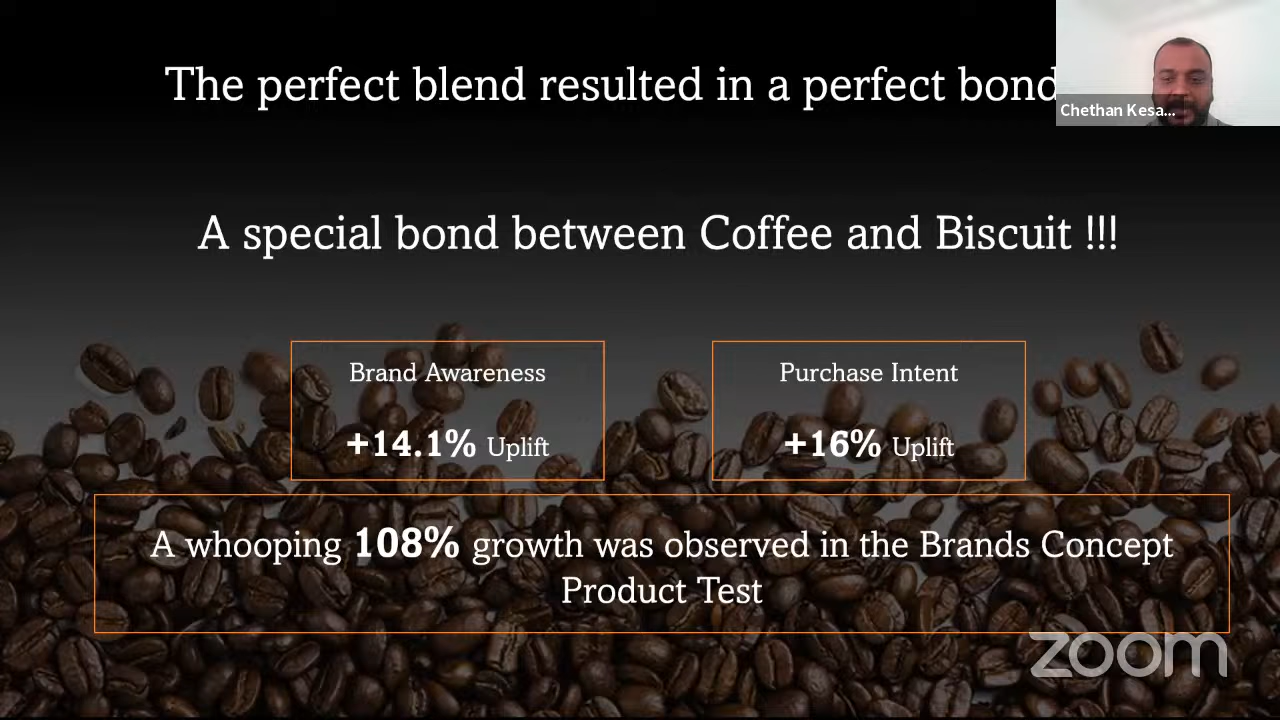 The perfect blend resulted in a perfect bond
Chethan Kesa...
A special bond between Coffee and Biscuit !!!
Brand Awareness
+14.1% Uplift
Purchase Intent
+16% Uplift
A whooping 108% growth was observed in the Brands Concept
Product Test
zoom